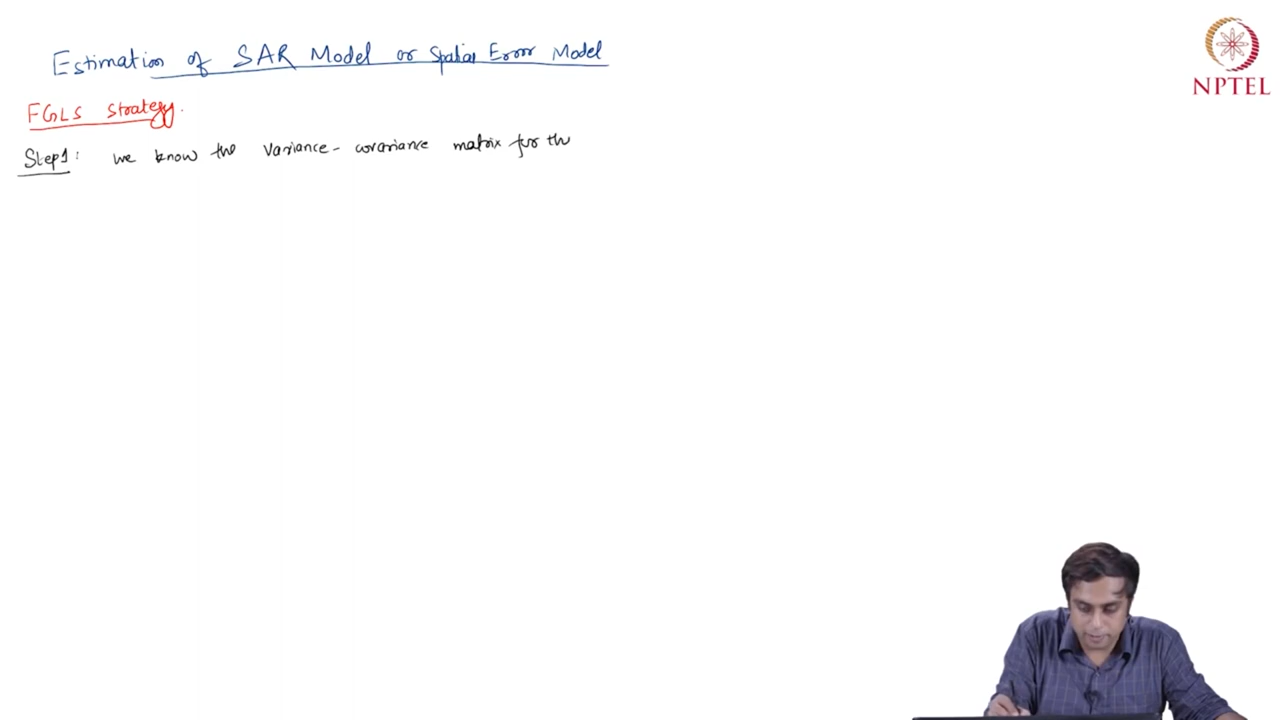 Estimation of SAR Model or Spatial Error Model
FGLS Strategy.
Step1: we know the variance-covariance matrix for the
NPTEL